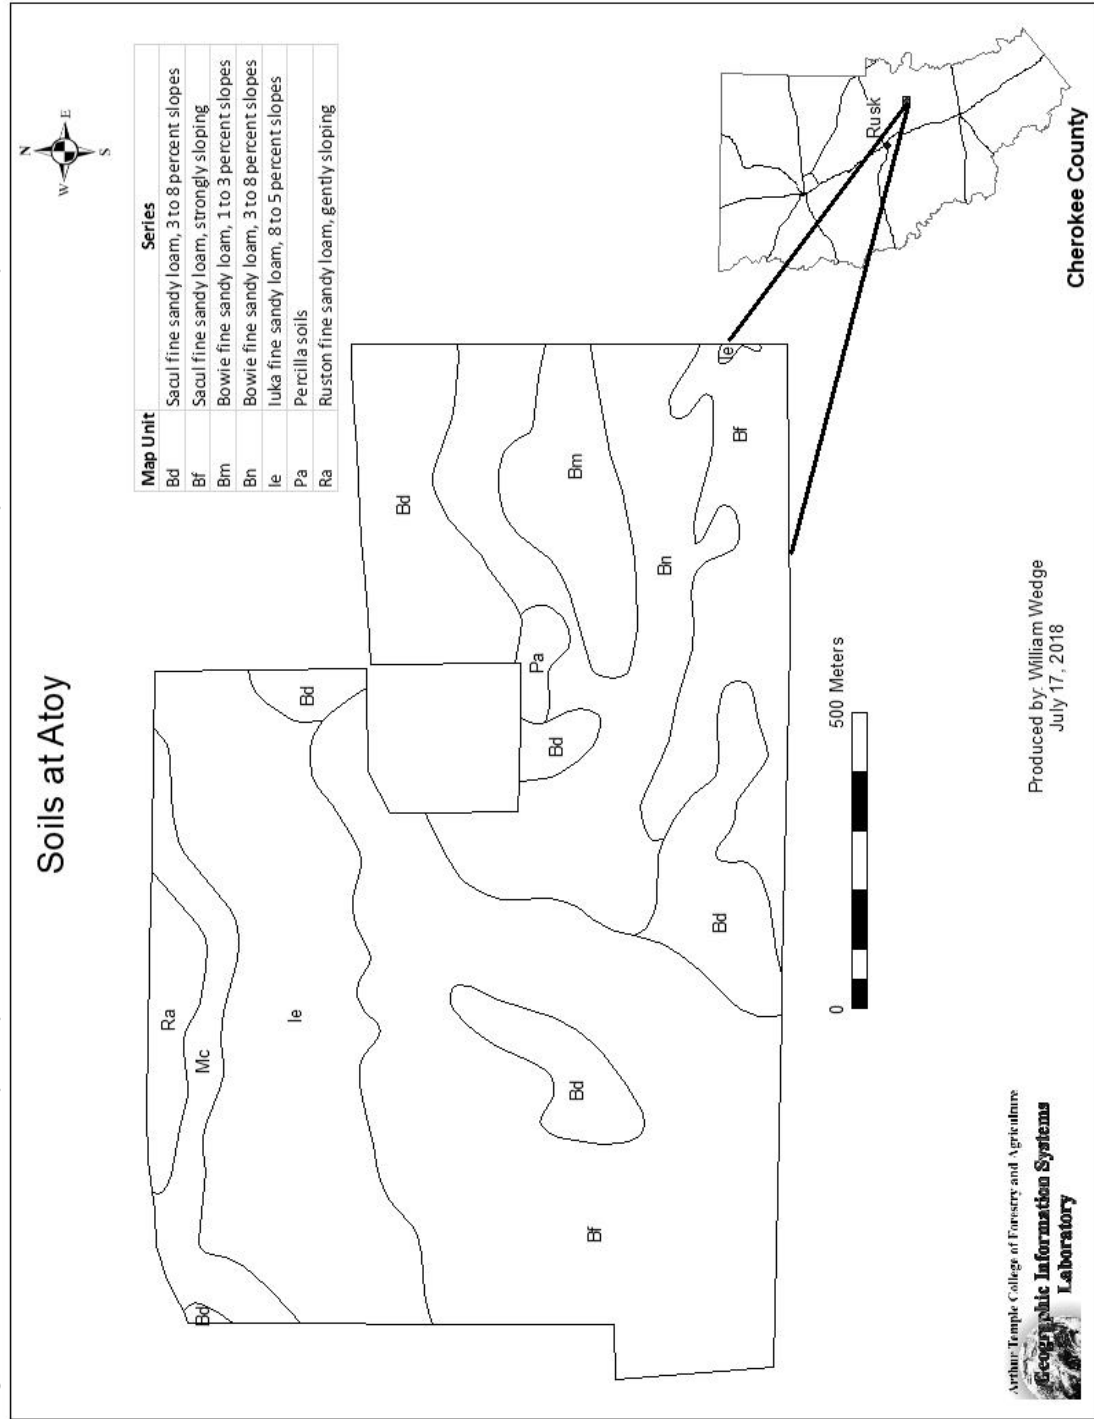 Soils at Atoy
N
W E
S
Map Unit Series
Bd Sacul fine sandy loam, 3 to 8 percent slopes
Bf Sacul fine sandy loam, strongly sloping
Bm Bowie fine sandy loam, 1 to 3 percent slopes
Bn Bowie fine sandy loam, 3 to 8 percent slopes
Ie Iuka fine sandy loam, 8 to 5 percent slopes
Pa Percilla soils
Ra Ruston fine sandy loam, gently sloping
Ra
Bd
Mc
Ie
Bd
Bd
Bd
Pa
Bd
Bm
Bf
Bn
Bd
Bf
Ie
Rusk
Cherokee County
0 500 Meters
Arthur Temple College of Forestry and Agriculture
Geographic Information Systems
Laboratory
Produced by: William Wedge
July 17, 2018